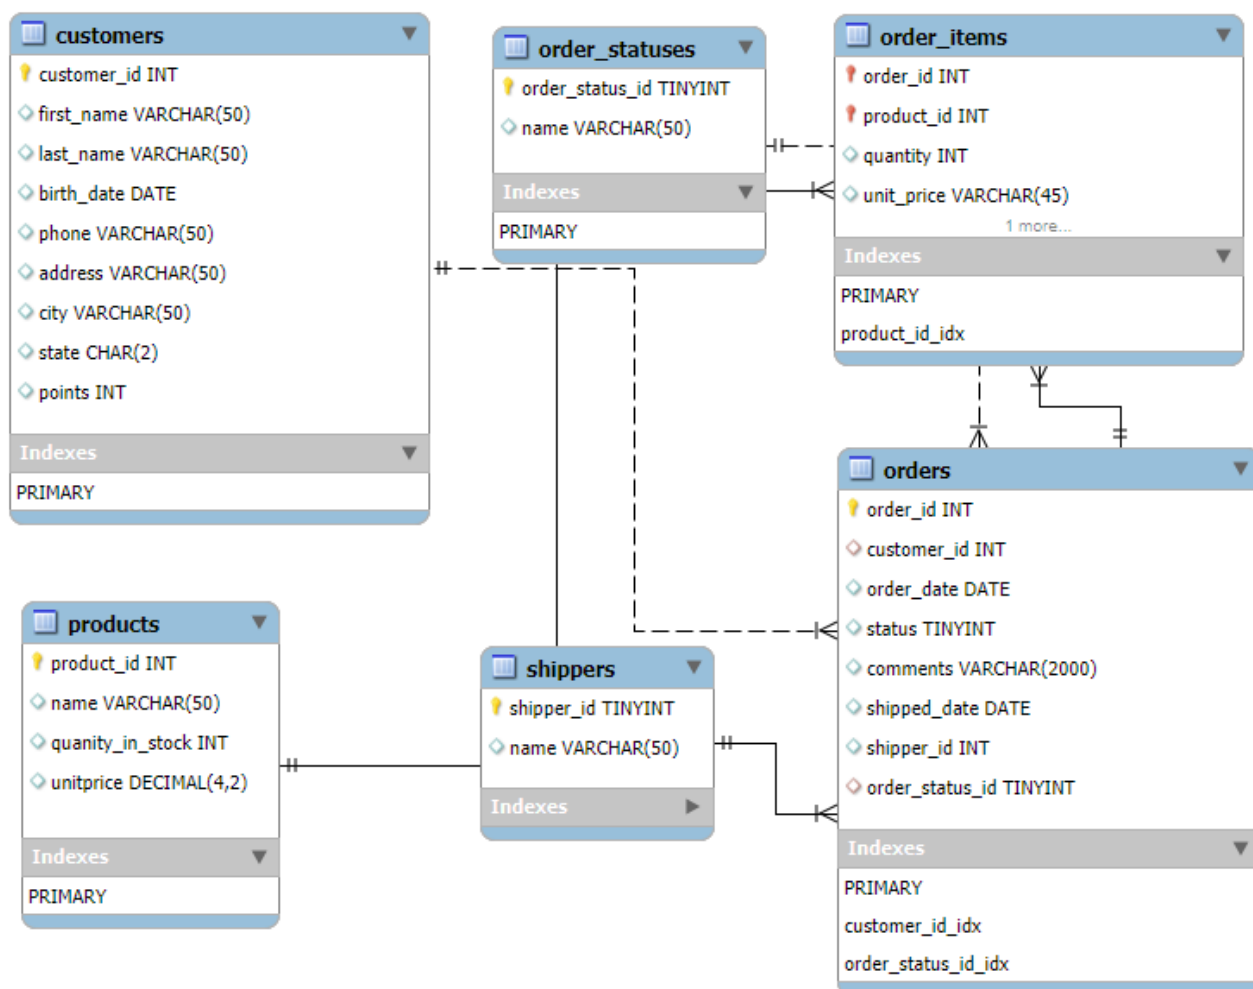 customers
customer_id INT
first_name VARCHAR(50)
last_name VARCHAR(50)
birth_date DATE
phone VARCHAR(50)
address VARCHAR(50)
city VARCHAR(50)
state CHAR(2)
points INT
Indexes
PRIMARY
order_statuses
order_status_id TINYINT
name VARCHAR(50)
Indexes
PRIMARY
order_items
order_id INT
product_id INT
quantity INT
unit_price VARCHAR(45)
1 more...
Indexes
PRIMARY
product_id_idx
products
product_id INT
name VARCHAR(50)
quanity_in_stock INT
unitprice DECIMAL(4,2)
Indexes
PRIMARY
shippers
shipper_id TINYINT
name VARCHAR(50)
Indexes
orders
order_id INT
customer_id INT
order_date DATE
status TINYINT
comments VARCHAR(2000)
shipped_date DATE
shipper_id INT
order_status_id TINYINT
Indexes
PRIMARY
customer_id_idx
order_status_id_idx